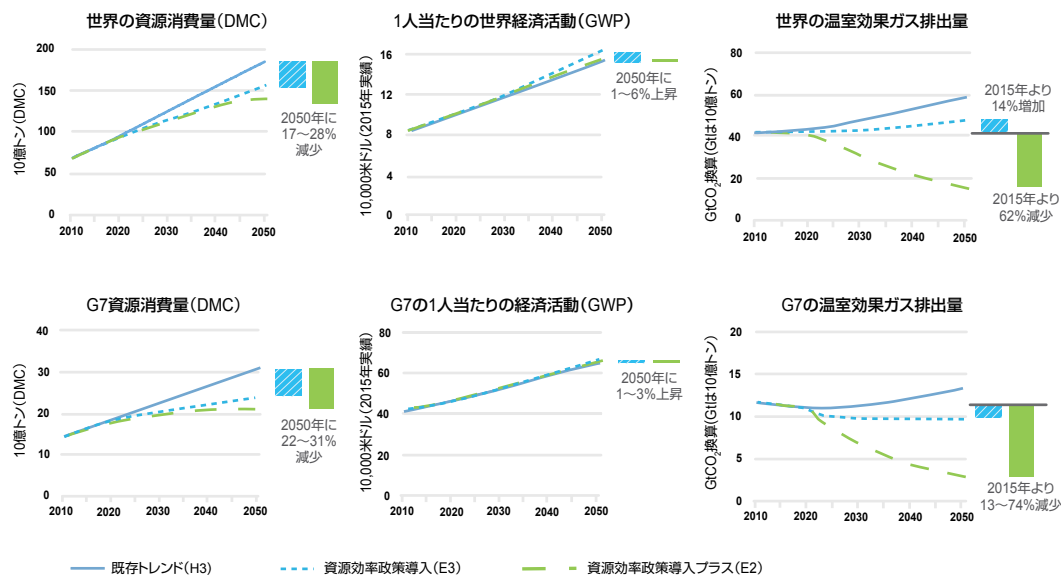 世界の資源消費量(DMC)
10億トン(DMC)
200
150
100
50
0
2010 2020 2030 2040 2050
2050年に
17～28%
減少
1人当たりの世界経済活動(GWP)
10,000米ドル(2015年実績)
16
12
8
4
0
2010 2020 2030 2040 2050
2050年に
1～6%上昇
世界の温室効果ガス排出量
GtCO₂換算(Gtは10億トン)
80
60
40
20
0
2010 2020 2030 2040 2050
2015年より
14%増加
2015年より
62%減少
G7資源消費量(DMC)
10億トン(DMC)
40
30
20
10
0
2010 2020 2030 2040 2050
2050年に
22～31%
減少
G7の1人当たりの経済活動(GWP)
10,000米ドル(2015年実績)
80
60
40
20
0
2010 2020 2030 2040 2050
2050年に
1～3%上昇
G7の温室効果ガス排出量
GtCO₂換算(Gtは10億トン)
20
15
10
5
0
2010 2020 2030 2040 2050
2015年より
13～74%減少
既存トレンド(H3) 資源効率政策導入(E3) 資源効率政策導入プラス(E2)